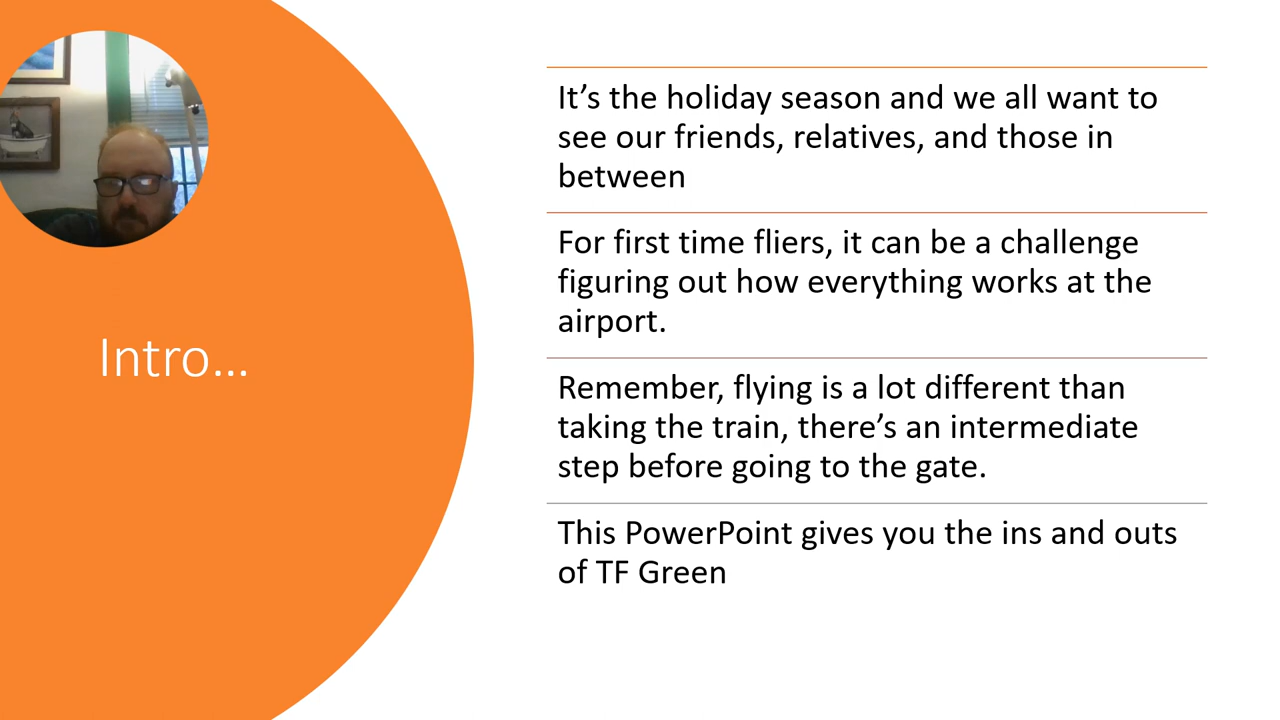 Intro…
It’s the holiday season and we all want to
see our friends, relatives, and those in
between
For first time fliers, it can be a challenge
figuring out how everything works at the
airport.
Remember, flying is a lot different than
taking the train, there’s an intermediate
step before going to the gate.
This PowerPoint gives you the ins and outs
of TF Green